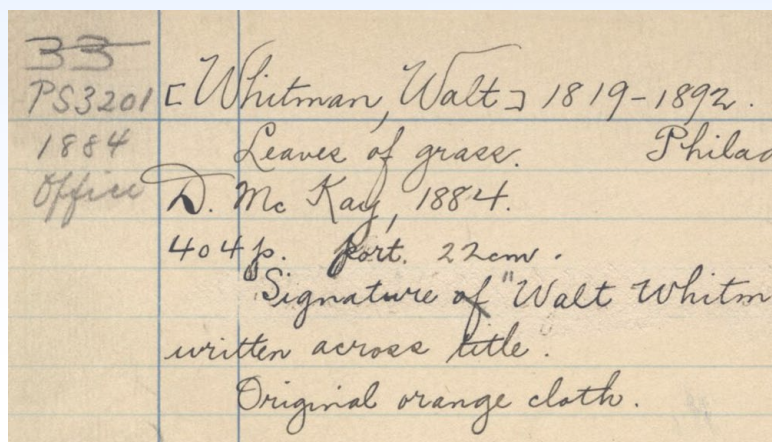 33
PS3201 [Whitman, Walt] 1819-1892.
1884 Leaves of grass. Philad
Office D. McKay, 1884.
404 p. port. 22cm.
"Signature of "Walt Whitm
written across title.
Original orange cloth.